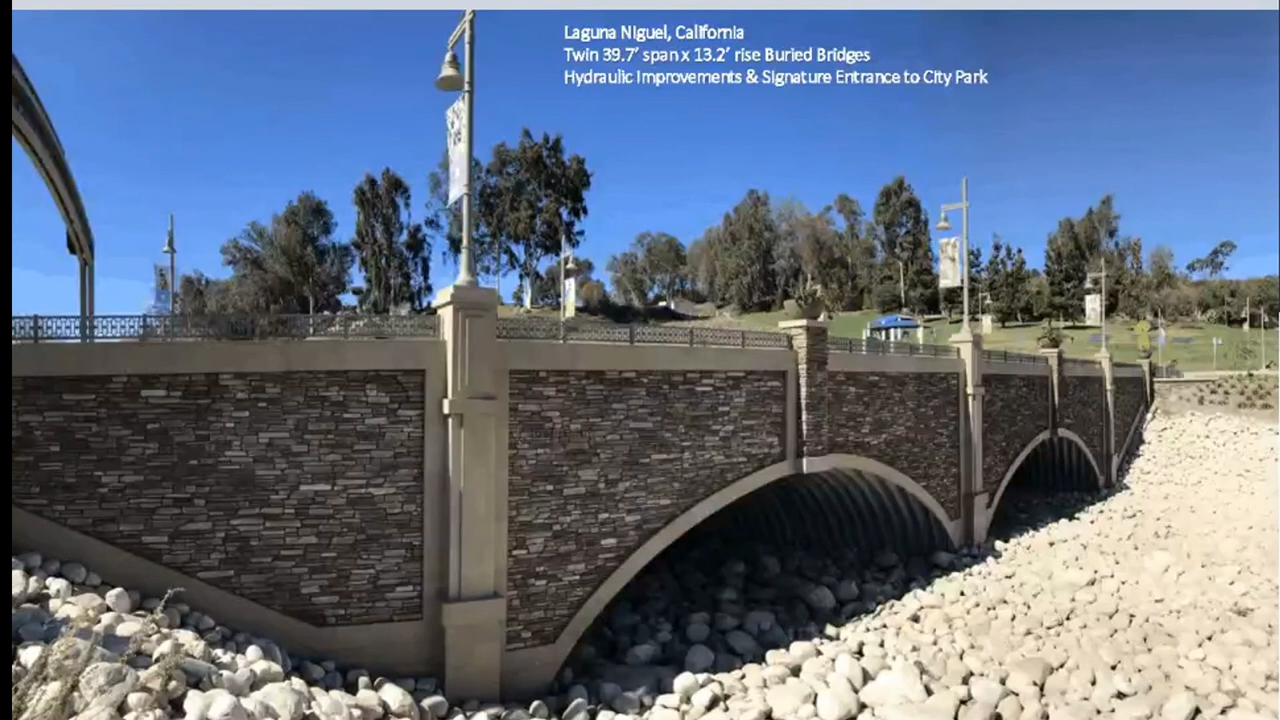 Laguna Niguel, California
Twin 39.7’ span x 13.2’ rise Buried Bridges
Hydraulic Improvements & Signature Entrance to City Park